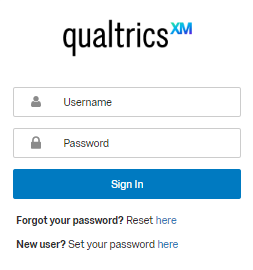 qualtrics XM
Username
Password
Sign In
Forgot your password? Reset here
New user? Set your password here